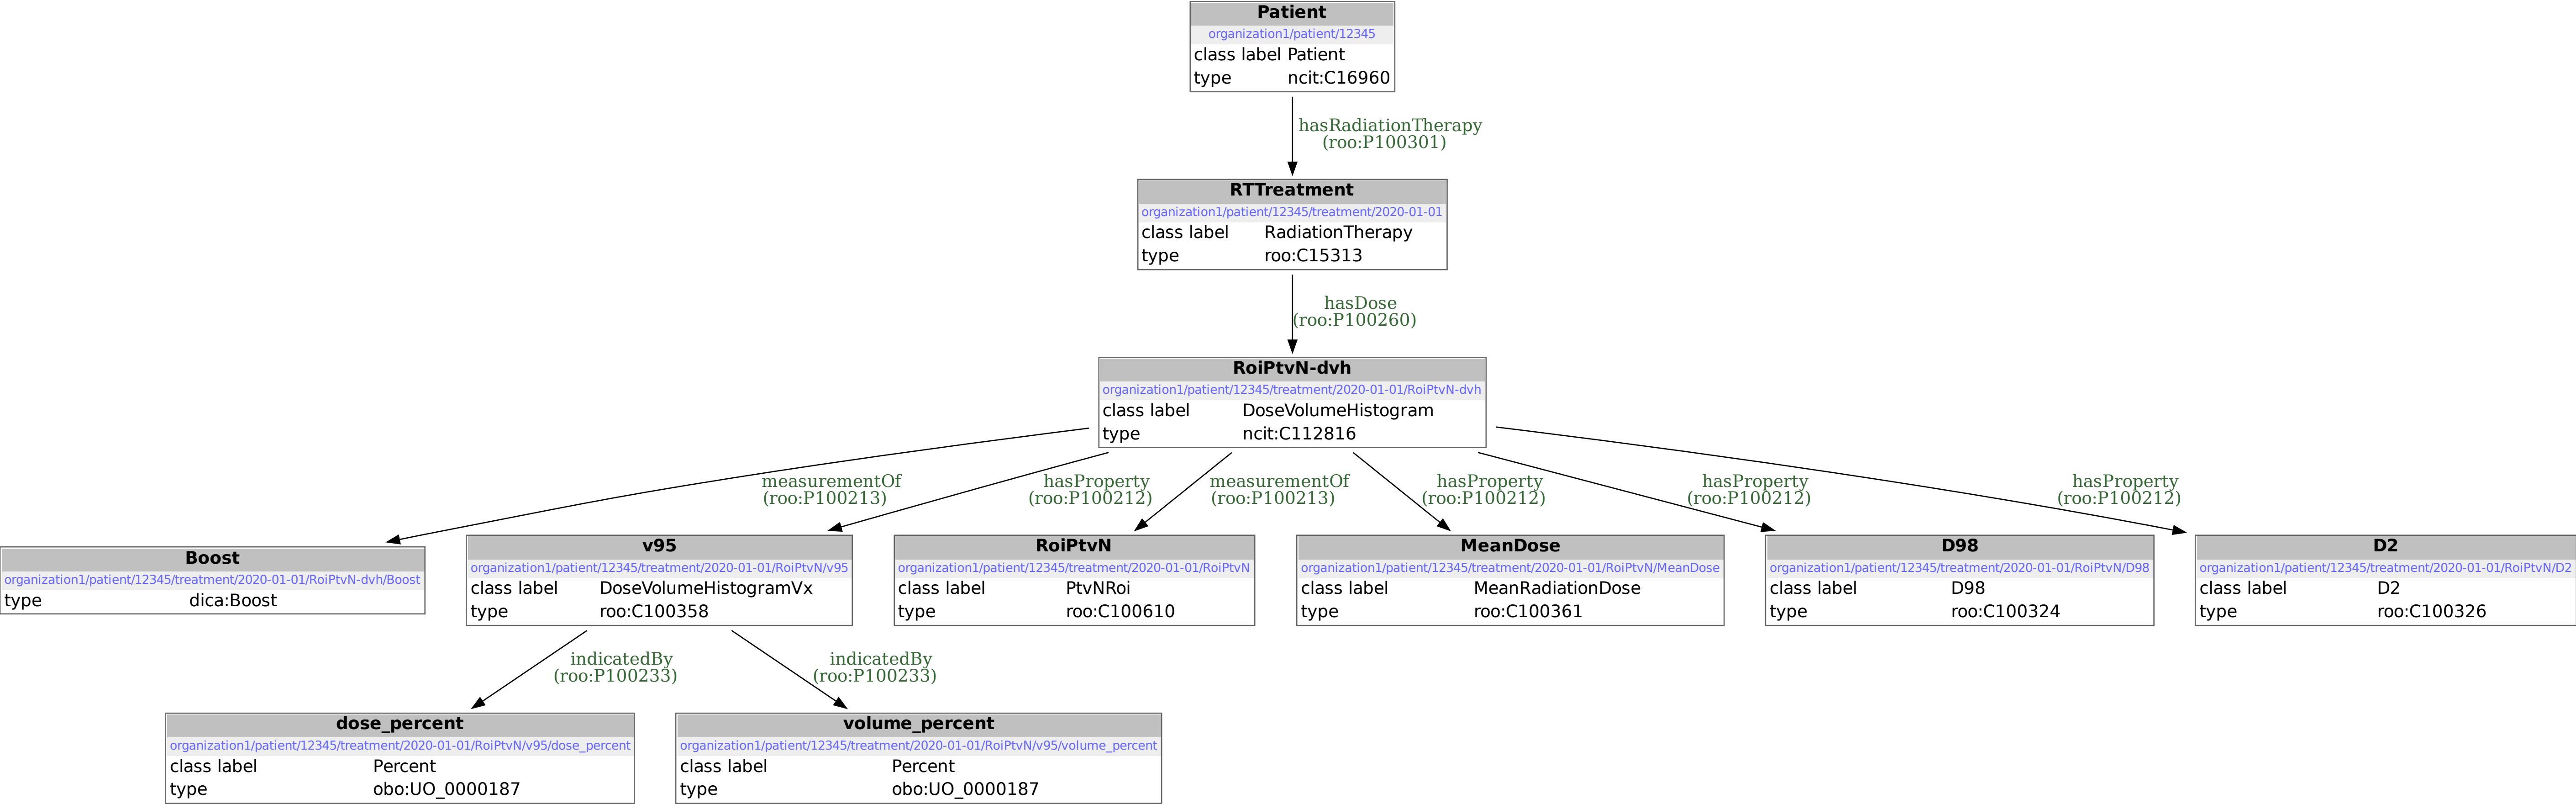 Patient
organization1/patient/12345
class label Patient
type ncit:C16960
hasRadiationTherapy
(roo:P100301)
RTTreatment
organization1/patient/12345/treatment/2020-01-01
class label RadiationTherapy
type roo:C15313
hasDose
(roo:P100260)
RoiPtvN-dvh
organization1/patient/12345/treatment/2020-01-01/RoiPtvN-dvh
class label DoseVolumeHistogram
type ncit:C112816
measurementOf
(roo:P100213)
hasProperty
(roo:P100212)
measurementOf
(roo:P100213)
hasProperty
(roo:P100212)
hasProperty
(roo:P100212)
hasProperty
(roo:P100212)
Boost
organization1/patient/12345/treatment/2020-01-01/RoiPtvN-dvh/Boost
type dica:Boost
v95
organization1/patient/12345/treatment/2020-01-01/RoiPtvN/v95
class label DoseVolumeHistogramVx
type roo:C100358
RoiPtvN
organization1/patient/12345/treatment/2020-01-01/RoiPtvN
class label PtvNRoi
type roo:C100610
MeanDose
organization1/patient/12345/treatment/2020-01-01/RoiPtvN/MeanDose
class label MeanRadiationDose
type roo:C100361
D98
organization1/patient/12345/treatment/2020-01-01/RoiPtvN/D98
class label D98
type roo:C100324
D2
organization1/patient/12345/treatment/2020-01-01/RoiPtvN/D2
class label D2
type roo:C100326
indicatedBy
(roo:P100233)
indicatedBy
(roo:P100233)
dose_percent
organization1/patient/12345/treatment/2020-01-01/RoiPtvN/v95/dose_percent
class label Percent
type obo:UO_0000187
volume_percent
organization1/patient/12345/treatment/2020-01-01/RoiPtvN/v95/volume_percent
class label Percent
type obo:UO_0000187